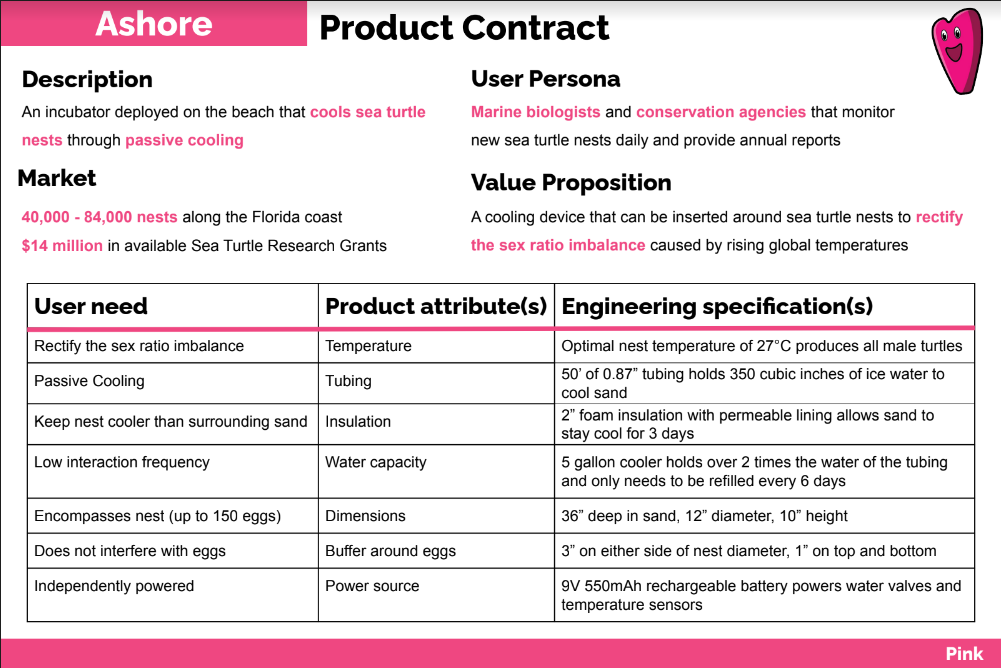 Ashore
Product Contract
Description
An incubator deployed on the beach that cools sea turtle
nests through passive cooling
User Persona
Marine biologists and conservation agencies that monitor
new sea turtle nests daily and provide annual reports
Market
40,000 - 84,000 nests along the Florida coast
$14 million in available Sea Turtle Research Grants
Value Proposition
A cooling device that can be inserted around sea turtle nests to rectify
the sex ratio imbalance caused by rising global temperatures
User need
Product attribute(s)
Engineering specification(s)
Rectify the sex ratio imbalance
Temperature
Optimal nest temperature of 27°C produces all male turtles
Passive Cooling
Tubing
50’ of 0.87” tubing holds 350 cubic inches of ice water to
cool sand
Keep nest cooler than surrounding sand
Insulation
2” foam insulation with permeable lining allows sand to
stay cool for 3 days
Low interaction frequency
Water capacity
5 gallon cooler holds over 2 times the water of the tubing
and only needs to be refilled every 6 days
Encompasses nest (up to 150 eggs)
Dimensions
36” deep in sand, 12” diameter, 10” height
Does not interfere with eggs
Buffer around eggs
3” on either side of nest diameter, 1” on top and bottom
Independently powered
Power source
9V 550mAh rechargeable battery powers water valves and
temperature sensors
Pink